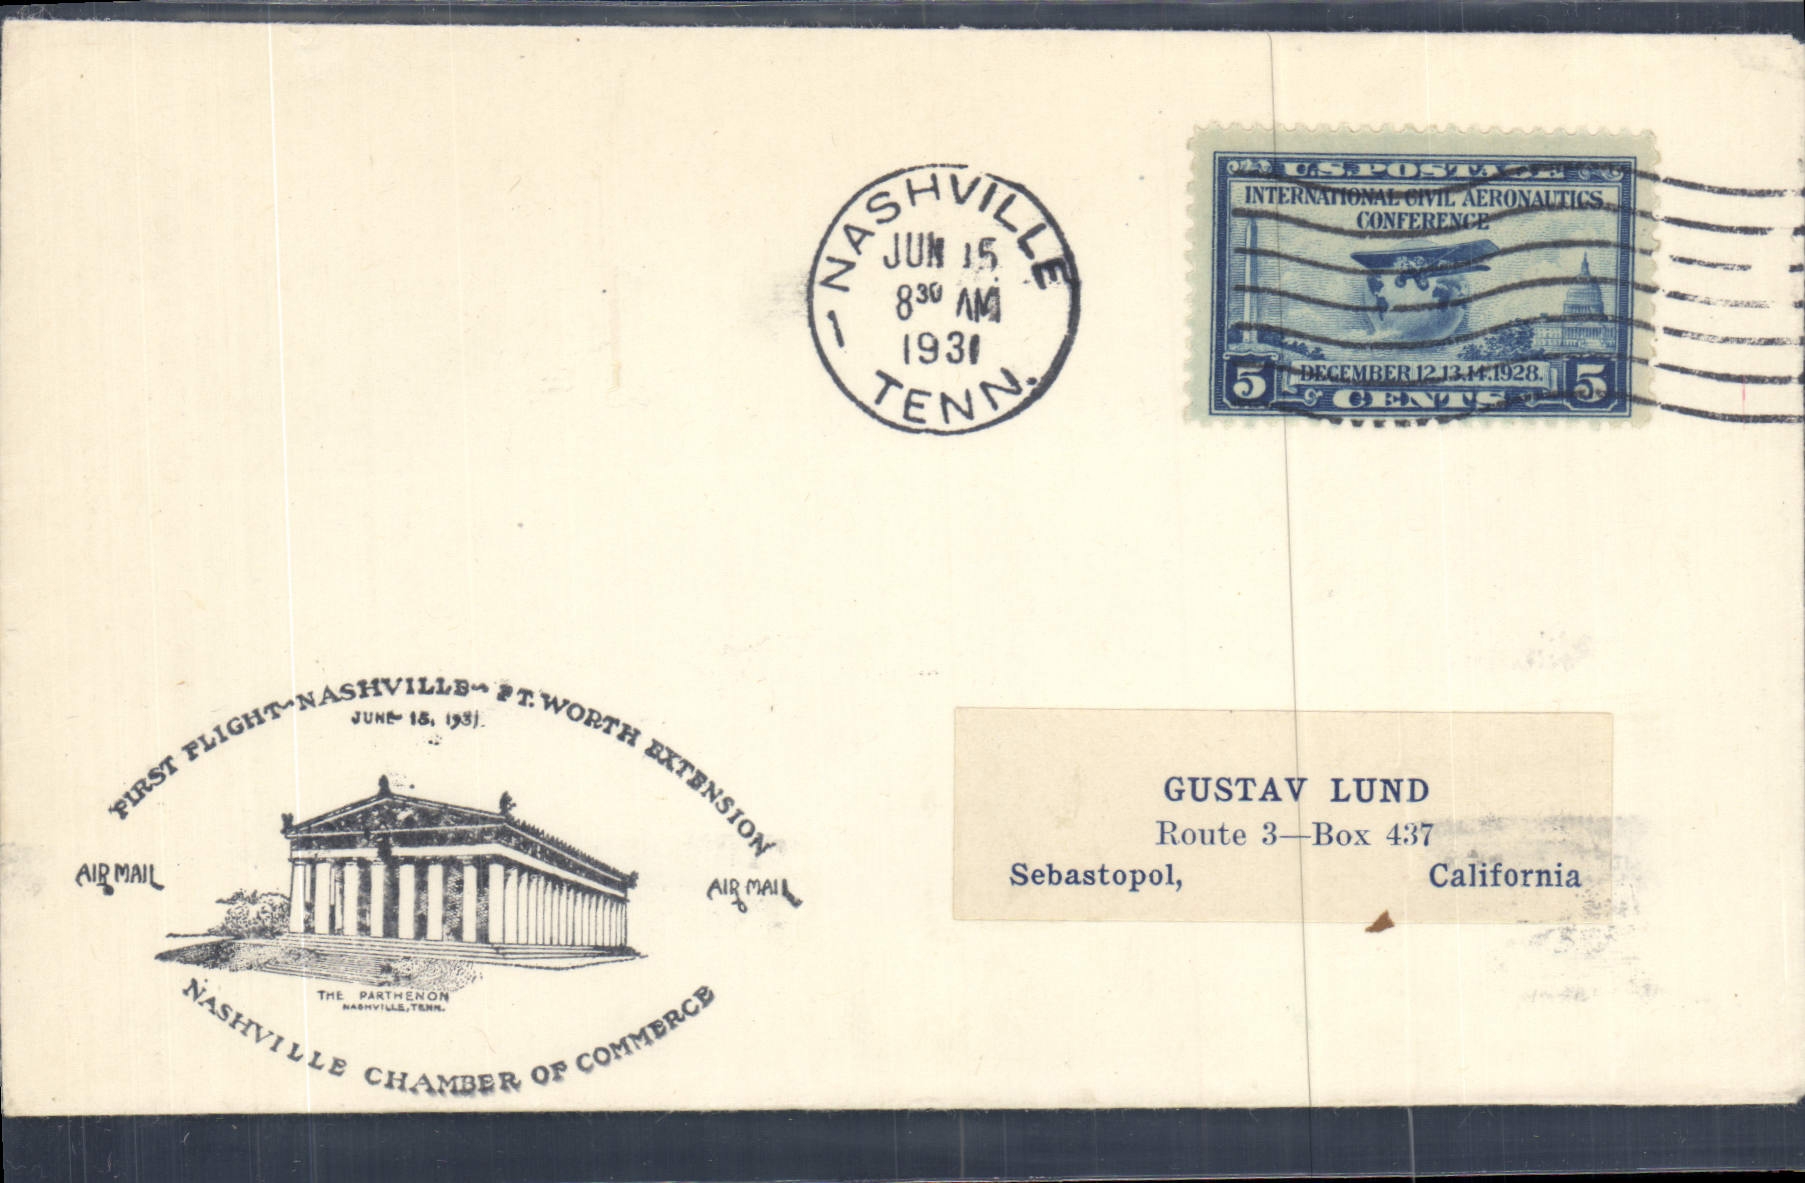 NASHVILLE
JUN 15
8 30 AM
1931
TENN.
U.S. POSTAGE
INTERNATIONAL CIVIL AERONAUTICS
CONFERENCE
DECEMBER 12.13.14.1928.
5 CENTS 5
FIRST FLIGHT~NASHVILLE~FT. WORTH EXTENSION
JUNE 15, 1931.
AIR MAIL AIR MAIL
THE PARTHENON
NASHVILLE, TENN.
NASHVILLE CHAMBER OF COMMERCE
GUSTAV LUND
Route 3—Box 437
Sebastopol, California